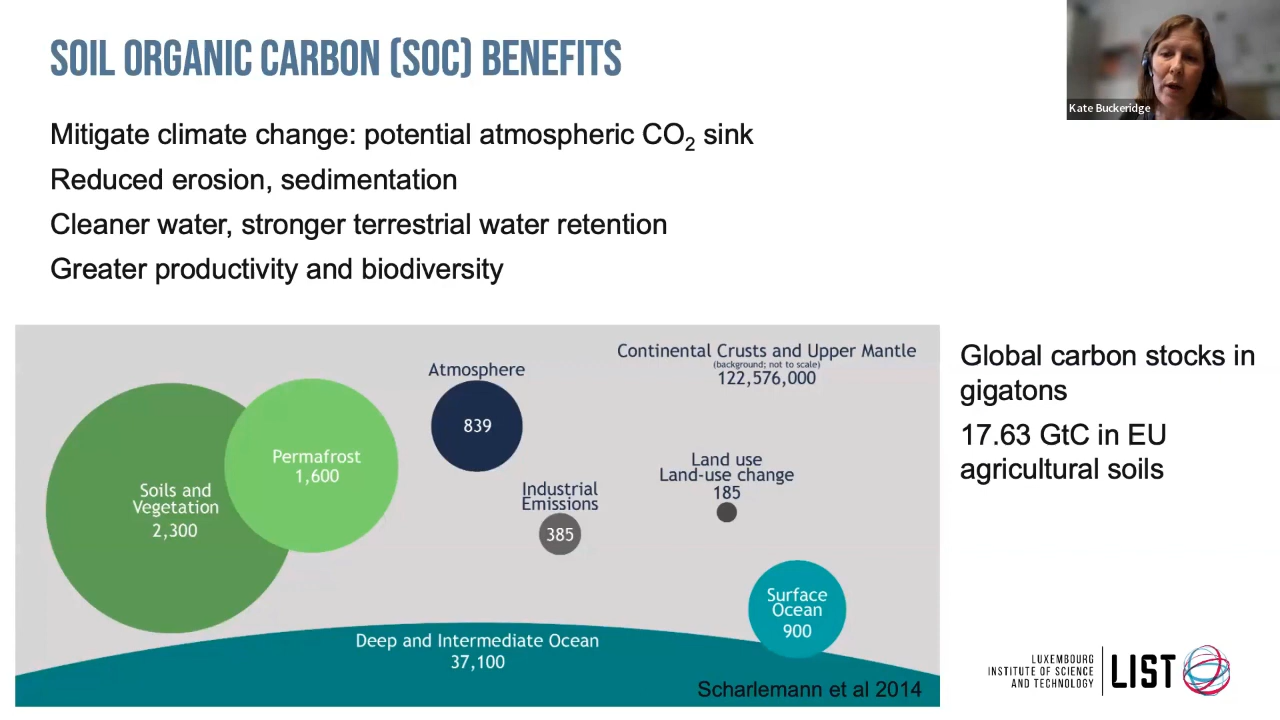 SOIL ORGANIC CARBON (SOC) BENEFITS
Kate Buckeridge
Mitigate climate change: potential atmospheric CO₂ sink
Reduced erosion, sedimentation
Cleaner water, stronger terrestrial water retention
Greater productivity and biodiversity
Continental Crusts and Upper Mantle
(background; not to scale)
122,576,000
Atmosphere
839
Permafrost
1,600
Soils and
Vegetation
2,300
Industrial
Emissions
385
Land use
Land-use change
185
Surface
Ocean
900
Deep and Intermediate Ocean
37,100
Scharlemann et al 2014
Global carbon stocks in
gigatons
17.63 GtC in EU
agricultural soils
LUXEMBOURG
INSTITUTE OF SCIENCE
AND TECHNOLOGY
LIST